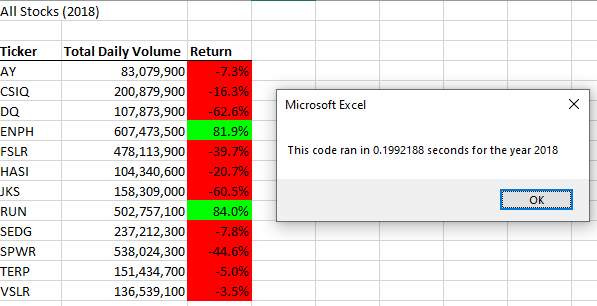 All Stocks (2018)
Ticker Total Daily Volume Return
AY 83,079,900 -7.3%
CSIQ 200,879,900 -16.3%
DQ 107,873,900 -62.6%
ENPH 607,473,500 81.9%
FSLR 478,113,900 -39.7%
HASI 104,340,600 -20.7%
JKS 158,309,000 -60.5%
RUN 502,757,100 84.0%
SEDG 237,212,300 -7.8%
SPWR 538,024,300 -44.6%
TERP 151,434,700 -5.0%
VSLR 136,539,100 -3.5%
Microsoft Excel
This code ran in 0.1992188 seconds for the year 2018
OK